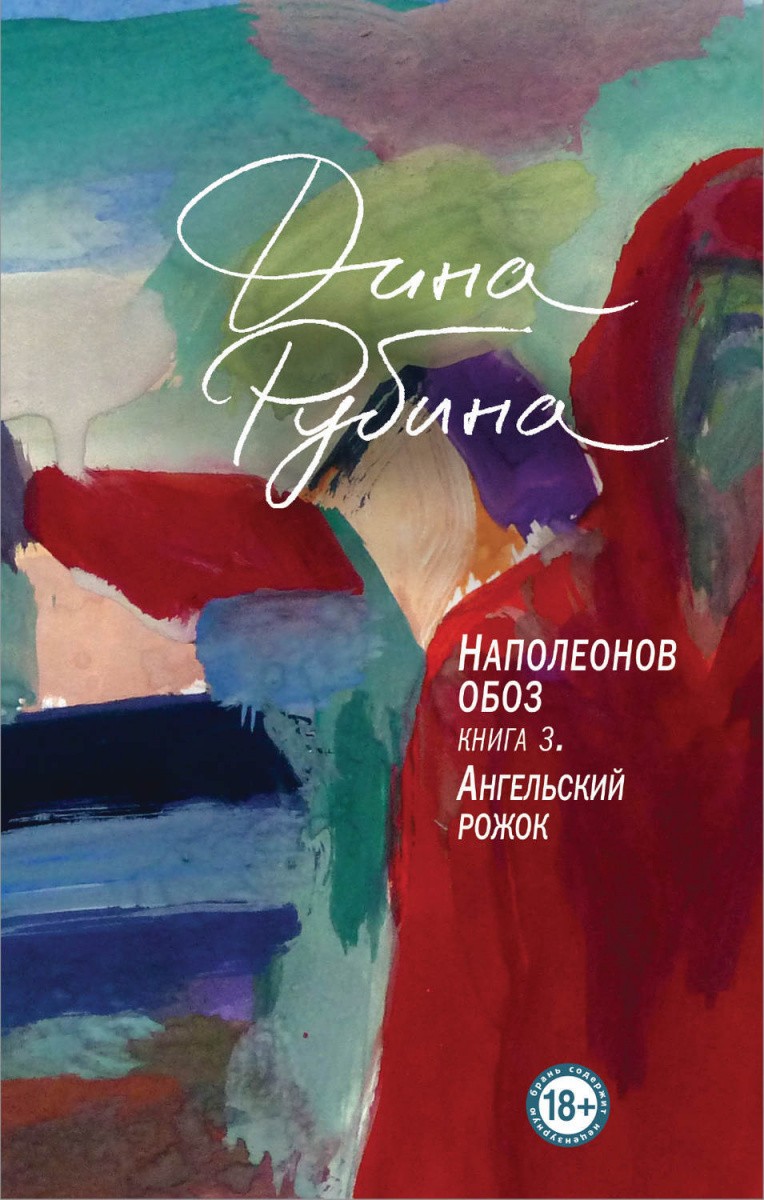 Дина
Рубина
Наполеонов
обоз
книга 3.
Ангельский
рожок
содержит нецензурную брань
18+